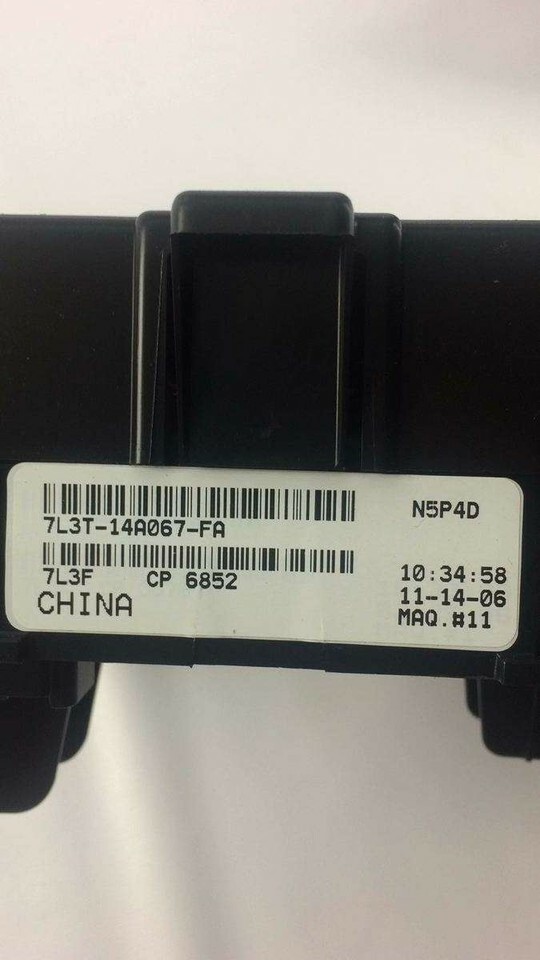 N5P4D
7L3T-14A067-FA
7L3F CP 6852
CHINA
10:34:58
11-14-06
MAQ.#11